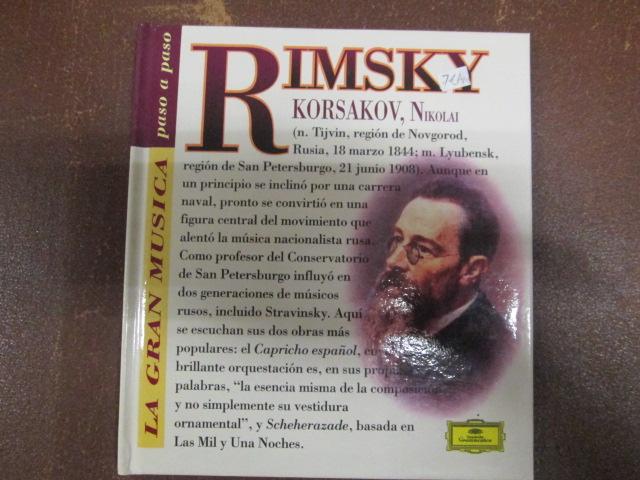 RIMSKY
KORSAKOV, NIKOLAI
(n. Tijvin, región de Novgorod,
Rusia, 18 marzo 1844; m. Lyubensk,
región de San Petersburgo, 21 junio 1908). Aunque en
un principio se inclinó por una carrera
naval, pronto se convirtió en una
figura central del movimiento que
alentó la música nacionalista rusa.
Como profesor del Conservatorio
de San Petersburgo influyó en
dos generaciones de músicos
rusos, incluido Stravinsky. Aquí
se escuchan sus dos obras más
populares: el Capricho español,
brillante orquestación es, en sus
palabras, “la esencia misma de la composición
y no simplemente su vestidura
ornamental”, y Scheherazade, basada en
Las Mil y Una Noches.
LA GRAN MUSICA paso a paso
Deutsche
Grammophon